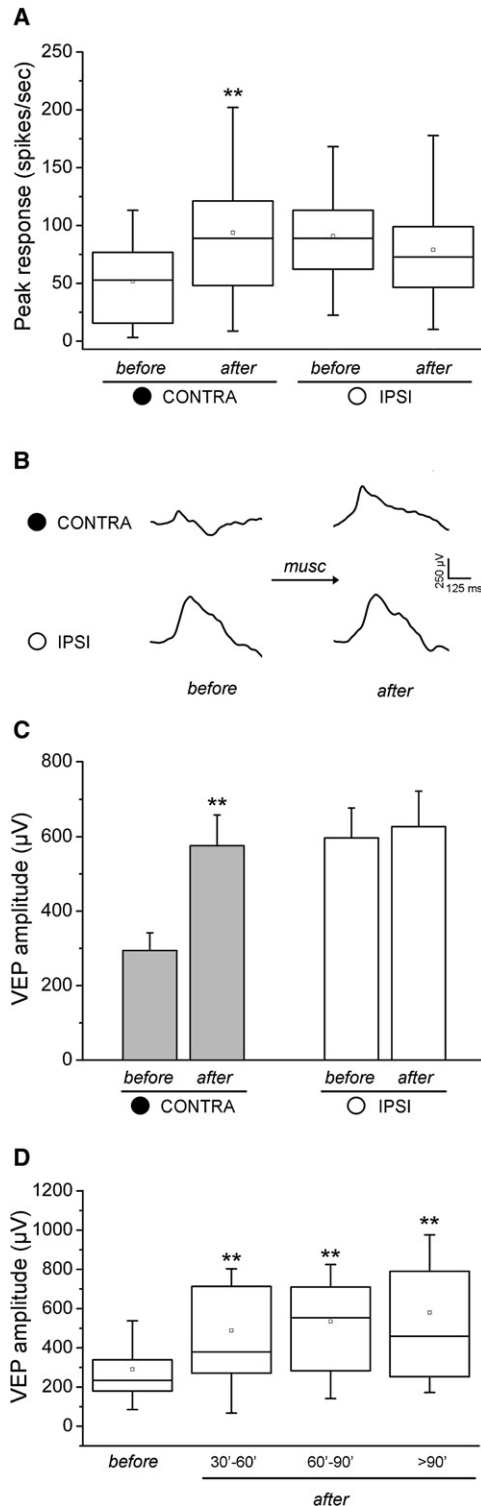 A
Peak response (spikes/sec)
250
200
150
100
50
0
**
before after before after
CONTRA IPSI
B
CONTRA
musc
250 µV
125 ms
IPSI
before after
C
VEP amplitude (µV)
800
600
400
200
0
**
before after before after
CONTRA IPSI
D
VEP amplitude (µV)
1200
1000
800
600
400
200
0
** ** **
before 30'-60' 60'-90' >90'
after